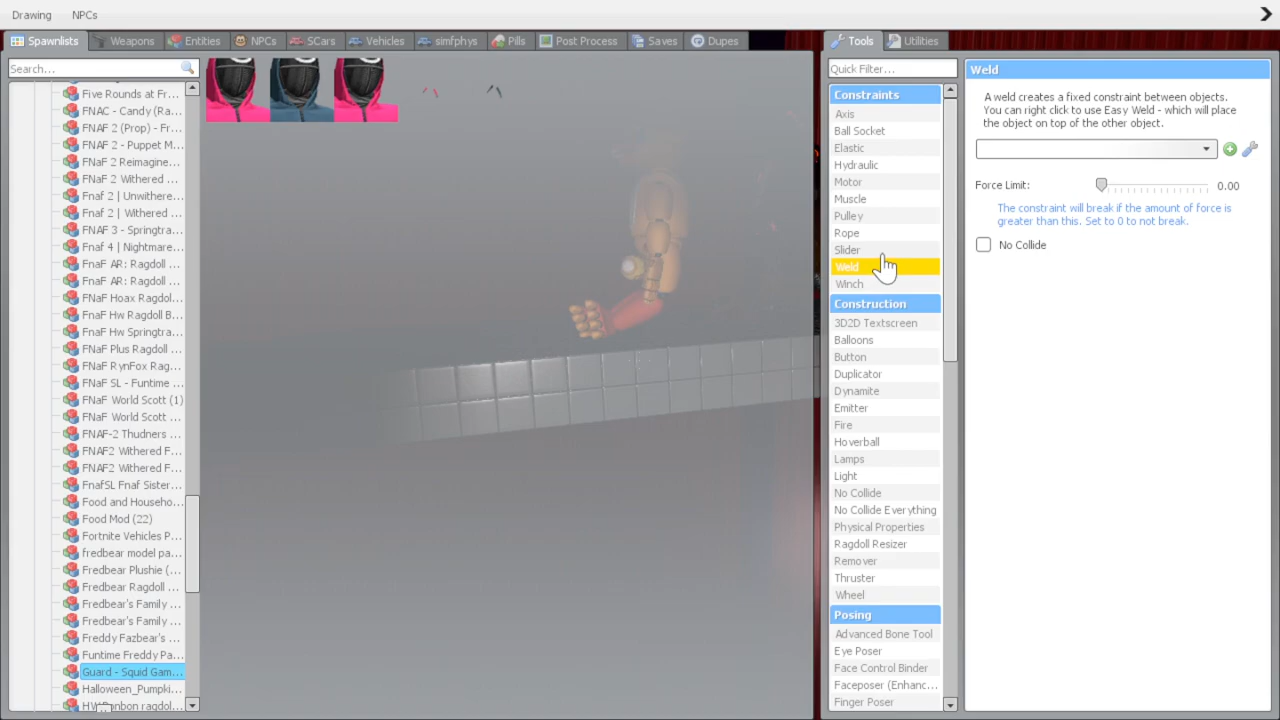 Drawing NPCs
Spawnlists Weapons Entities NPCs SCars Vehicles simfphys Pills Post Process Saves Dupes
Search...
Five Rounds at Fr...
FNAC - Candy (Ra...
FNAF 2 (Prop) - Fr...
FNAF 2 - Puppet M...
FNaF 2 Reimagine...
FNaF 2 Withered ...
Fnaf 2 | Unwithere...
Fnaf 2 | Withered ...
FNAF 3 - Springtra...
Fnaf 4 | Nightmare...
FnaF AR: Ragdoll ...
FnaF AR: Ragdoll ...
FNaF Hoax Ragdol...
FNaF Hw Ragdoll B...
FNaF Hw Springtra...
FNaF Plus Ragdoll ...
FNaF RynFox Rag...
FNaF SL - Funtime ...
FNaF World Scott (1)
FNaF World Scott ...
FNAF-2 Thudners ...
FNAF2 Withered F...
FNAF2 Withered F...
FnafSL Fnaf Sister...
Food and Househo...
Food Mod (22)
Fortnite Vehicles P...
fredbear model pa...
Fredbear Plushie (...
Fredbear Ragdoll ...
Fredbear's Family ...
Fredbear's Family ...
Freddy Fazbear's ...
Funtime Freddy Pa...
Guard - Squid Gam...
Halloween_Pumpki...
Tools Utilities
Quick Filter...
Constraints
Axis
Ball Socket
Elastic
Hydraulic
Motor
Muscle
Pulley
Rope
Slider
Weld
Winch
Construction
3D2D Textscreen
Balloons
Button
Duplicator
Dynamite
Emitter
Fire
Hoverball
Lamps
Light
No Collide
No Collide Everything
Physical Properties
Ragdoll Resizer
Remover
Thruster
Wheel
Posing
Advanced Bone Tool
Eye Poser
Face Control Binder
Faceposer (Enhanc...
Finger Poser
Weld
A weld creates a fixed constraint between objects.
You can right click to use Easy Weld - which will place
the object on top of the other object.
Force Limit: 0.00
The constraint will break if the amount of force is
greater than this. Set to 0 to not break.
No Collide